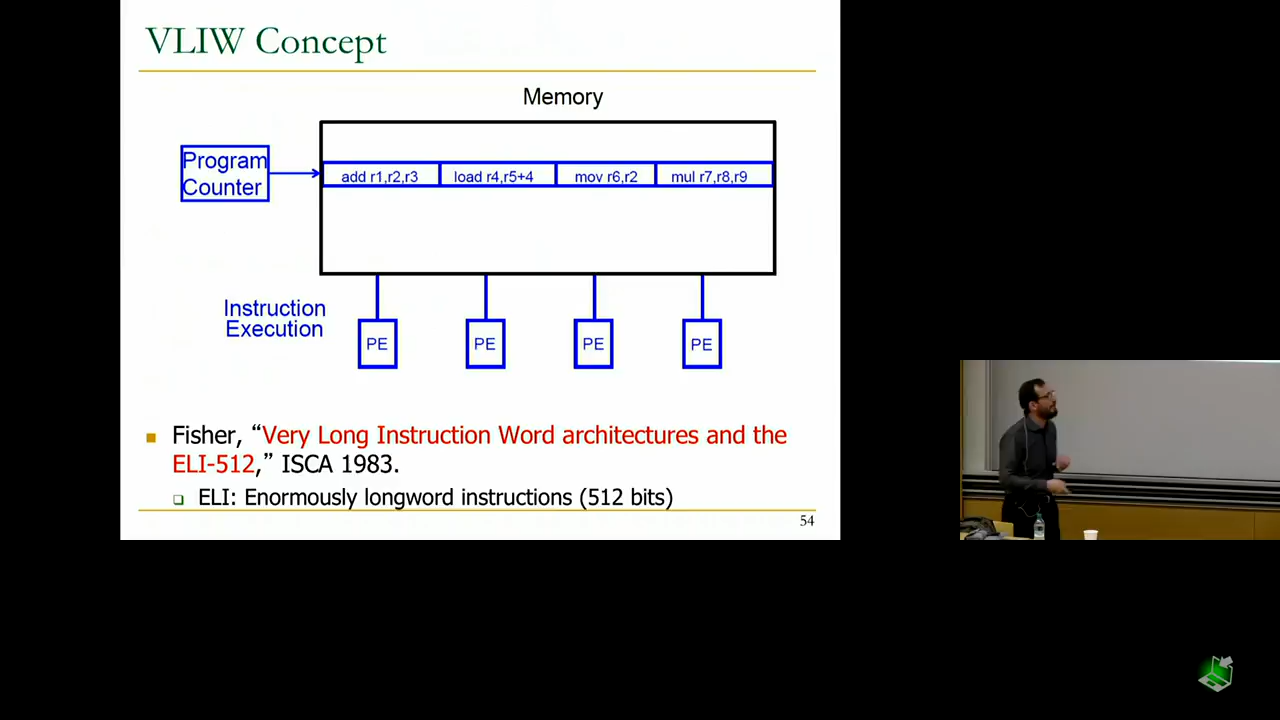 VLIW Concept
Memory
Program
Counter
add r1,r2,r3
load r4,r5+4
mov r6,r2
mul r7,r8,r9
Instruction
Execution
PE
PE
PE
PE
Fisher, “Very Long Instruction Word architectures and the
ELI-512,” ISCA 1983.
ELI: Enormously longword instructions (512 bits)
54